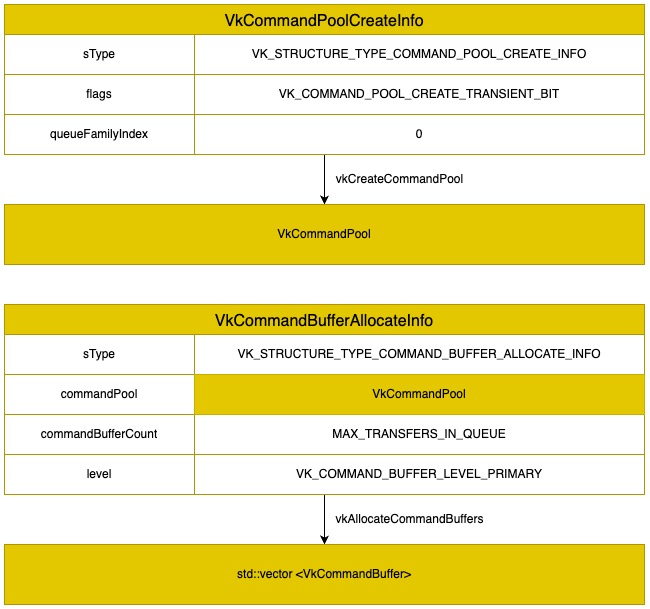 VkCommandPoolCreateInfo
sType VK_STRUCTURE_TYPE_COMMAND_POOL_CREATE_INFO
flags VK_COMMAND_POOL_CREATE_TRANSIENT_BIT
queueFamilyIndex 0
vkCreateCommandPool
VkCommandPool
VkCommandBufferAllocateInfo
sType VK_STRUCTURE_TYPE_COMMAND_BUFFER_ALLOCATE_INFO
commandPool VkCommandPool
commandBufferCount MAX_TRANSFERS_IN_QUEUE
level VK_COMMAND_BUFFER_LEVEL_PRIMARY
vkAllocateCommandBuffers
std::vector <VkCommandBuffer>